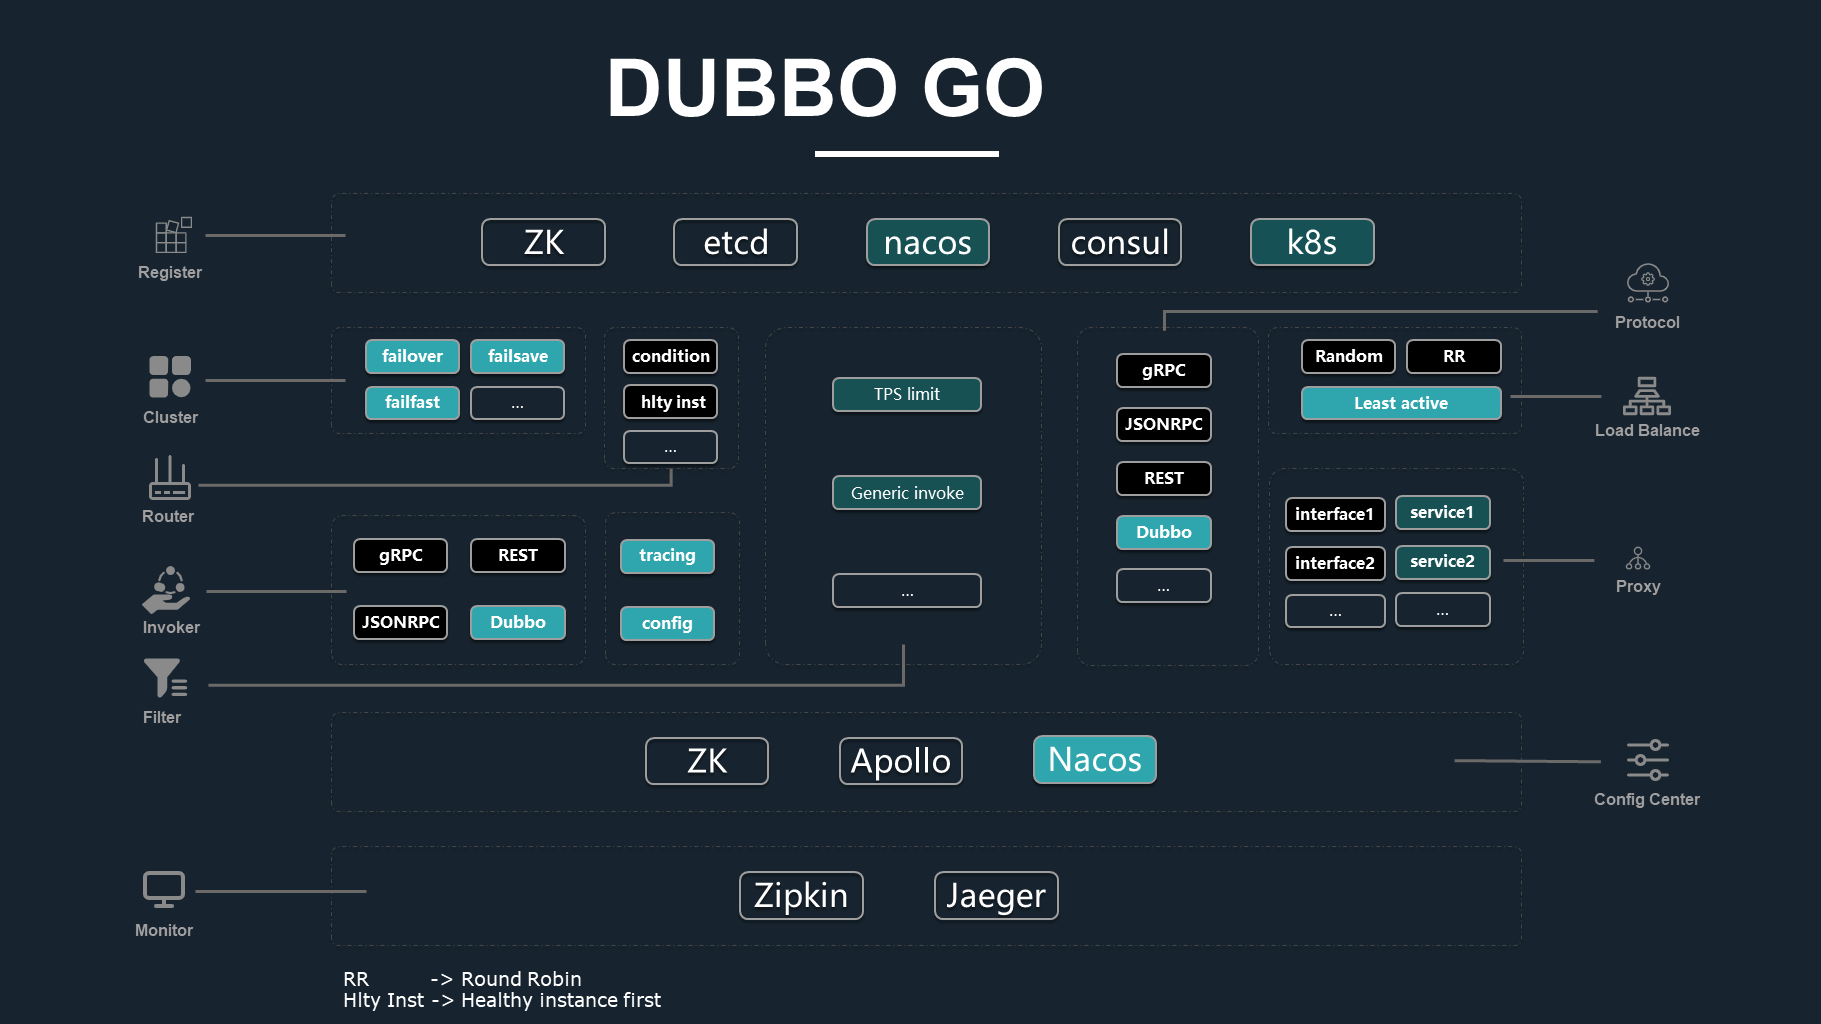 DUBBO GO
Register
ZK
etcd
nacos
consul
k8s
Protocol
Cluster
failover
failsave
failfast
...
condition
hlty inst
...
Router
TPS limit
Generic invoke
...
gRPC
JSONRPC
REST
Dubbo
...
Random
RR
Least active
Load Balance
Invoker
gRPC
REST
JSONRPC
Dubbo
tracing
config
interface1
service1
interface2
service2
...
...
Proxy
Filter
ZK
Apollo
Nacos
Config Center
Monitor
Zipkin
Jaeger
RR -> Round Robin
Hlty Inst -> Healthy instance first